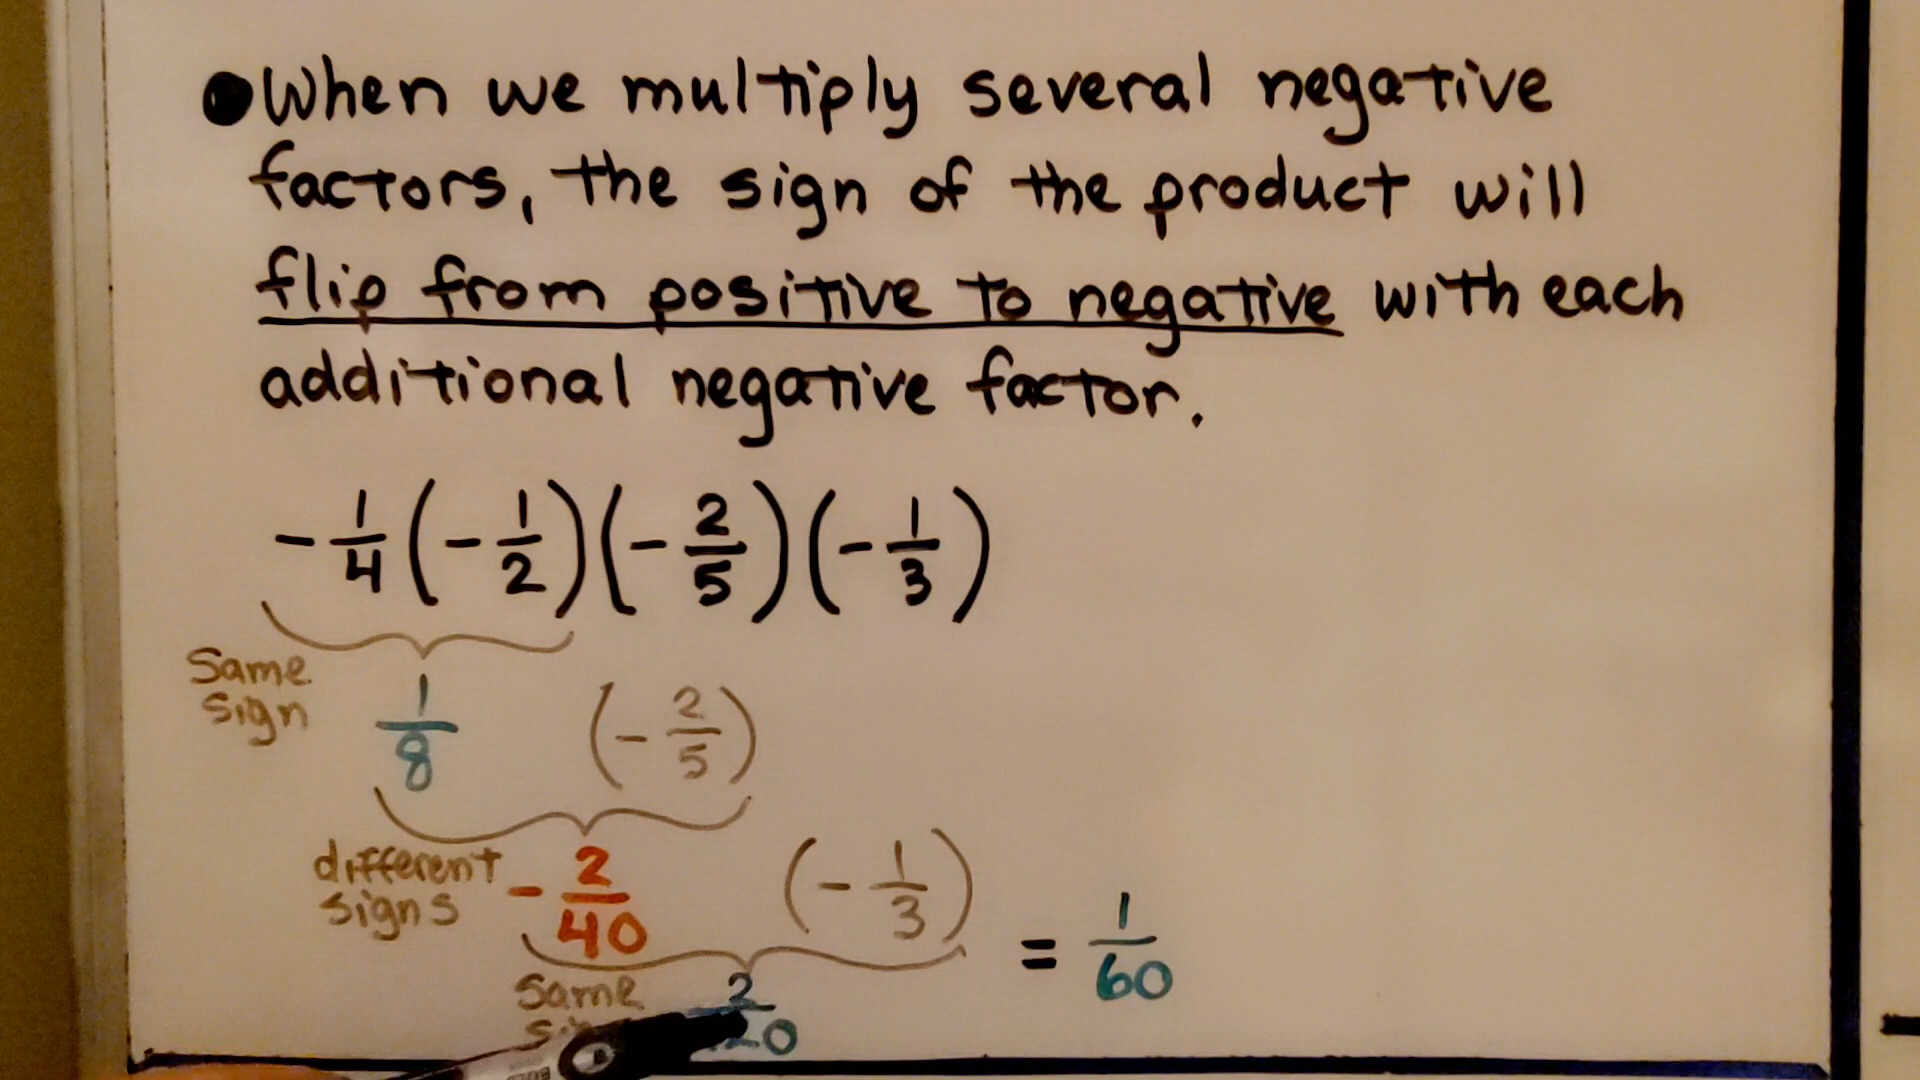 •When we multiply several negative
factors, the sign of the product will
flip from positive to negative with each
additional negative factor.
-1/4(-1/2)(-2/5)(-1/3)
Same sign
1/8 (-2/5)
different signs -2/40 (-1/3)
= 1/60
Same
2